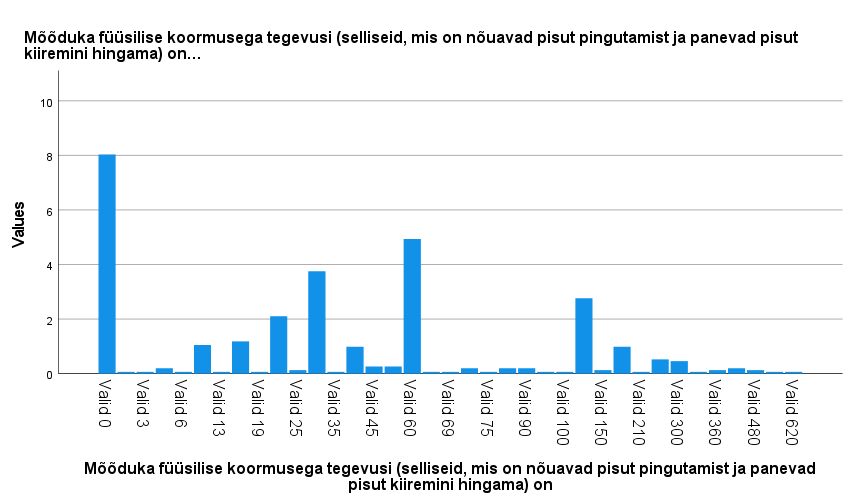 Mõõduka füüsilise koormusega tegevusi (selliseid, mis on nõuavad pisut pingutamist ja panevad pisut
kiiremini hingama) on...
10
8
6
4
2
0
Values
Valid 0
Valid 3
Valid 6
Valid 13
Valid 19
Valid 25
Valid 35
Valid 45
Valid 60
Valid 69
Valid 75
Valid 90
Valid 100
Valid 150
Valid 210
Valid 300
Valid 360
Valid 480
Valid 620
Mõõduka füüsilise koormusega tegevusi (selliseid, mis on nõuavad pisut pingutamist ja panevad
pisut kiiremini hingama) on